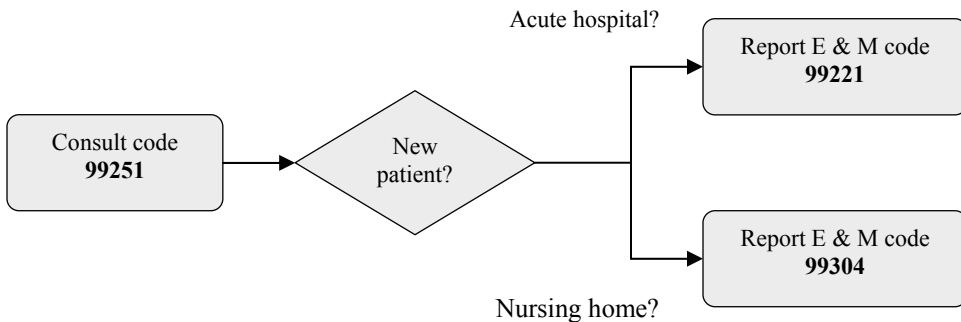 Acute hospital?
Report E & M code
99221
Consult code
99251
New
patient?
Report E & M code
99304
Nursing home?